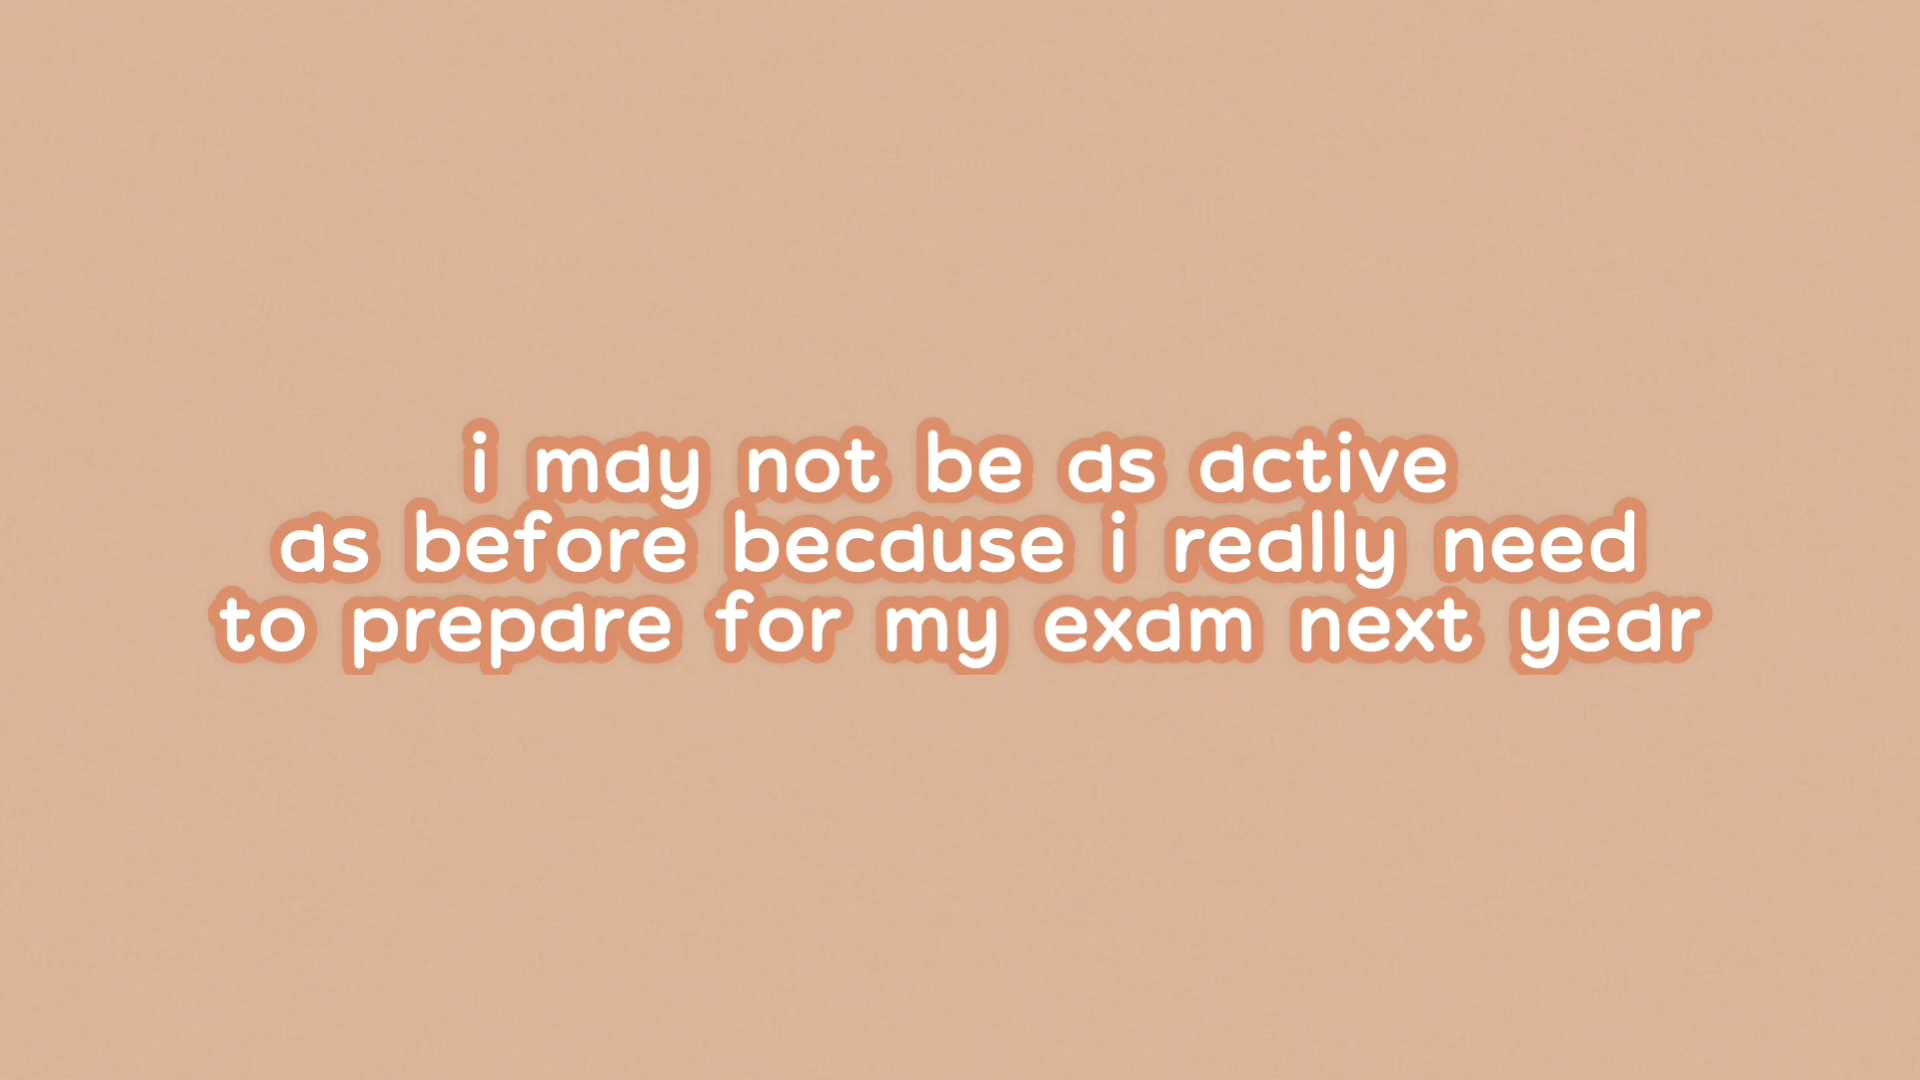 i may not be as active
as before because i really need
to prepare for my exam next year